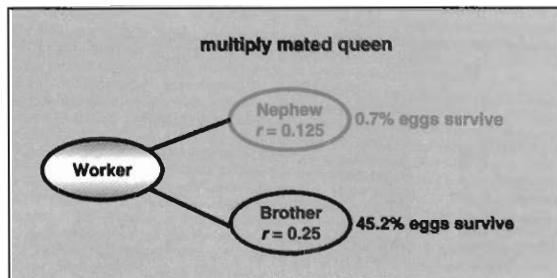 multiply mated queen
Nephew
r = 0.125
0.7% eggs survive
Worker
Brother
r = 0.25
45.2% eggs survive